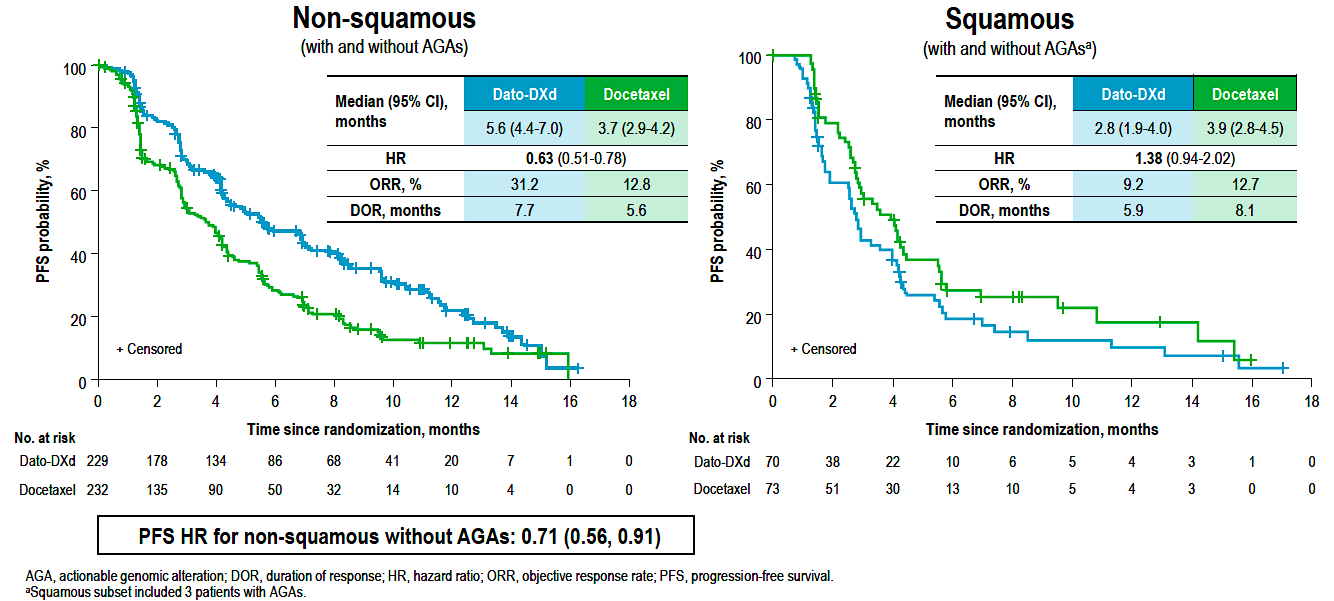 Non-squamous
(with and without AGAs)
PFS probability, %
100
80
60
40
20
0
Median (95% CI), months
Dato-DXd
Docetaxel
5.6 (4.4-7.0)
3.7 (2.9-4.2)
HR
0.63 (0.51-0.78)
ORR, %
31.2
12.8
DOR, months
7.7
5.6
+ Censored
0 2 4 6 8 10 12 14 16 18
Time since randomization, months
No. at risk
Dato-DXd 229 178 134 86 68 41 20 7 1 0
Docetaxel 232 135 90 50 32 14 10 4 0 0
PFS HR for non-squamous without AGAs: 0.71 (0.56, 0.91)
Squamous
(with and without AGAsᵃ)
PFS probability, %
100
80
60
40
20
0
Median (95% CI), months
Dato-DXd
Docetaxel
2.8 (1.9-4.0)
3.9 (2.8-4.5)
HR
1.38 (0.94-2.02)
ORR, %
9.2
12.7
DOR, months
5.9
8.1
+ Censored
0 2 4 6 8 10 12 14 16 18
Time since randomization, months
No. at risk
Dato-DXd 70 38 22 10 6 5 4 3 1 0
Docetaxel 73 51 30 13 10 5 4 3 0 0
AGA, actionable genomic alteration; DOR, duration of response; HR, hazard ratio; ORR, objective response rate; PFS, progression-free survival.
ᵃSquamous subset included 3 patients with AGAs.